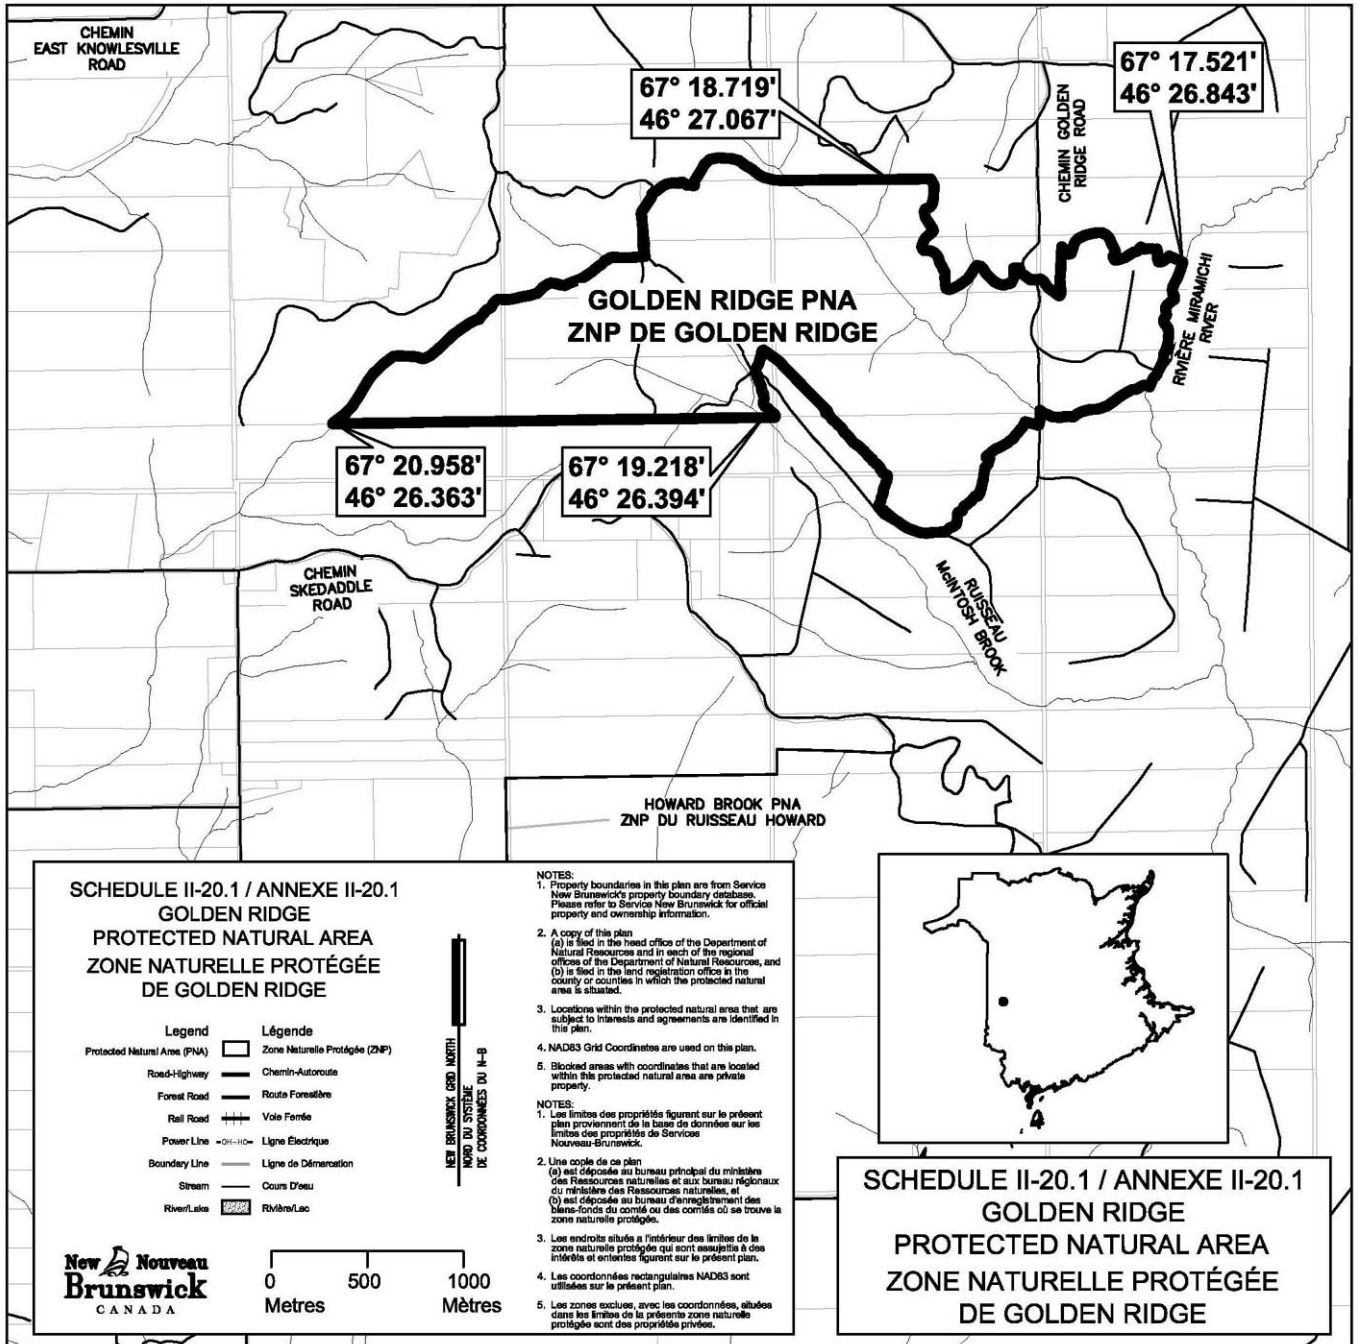 CHEMIN
EAST KNOWLESVILLE
ROAD
67° 18.719'
46° 27.067'
67° 17.521'
46° 26.843'
CHEMIN GOLDEN
RIDGE ROAD
GOLDEN RIDGE PNA
ZNP DE GOLDEN RIDGE
RIVIÈRE MIRAMICHI
RIVER
67° 20.958'
46° 26.363'
67° 19.218'
46° 26.394'
CHEMIN
SKEDADDLE
ROAD
RUISSEAU
McINTOSH BROOK
HOWARD BROOK PNA
ZNP DU RUISSEAU HOWARD
SCHEDULE II-20.1 / ANNEXE II-20.1
GOLDEN RIDGE
PROTECTED NATURAL AREA
ZONE NATURELLE PROTÉGÉE
DE GOLDEN RIDGE
Legend Légende
Protected Natural Area (PNA) Zone Naturelle Protégée (ZNP)
Road-Highway Chemin-Autoroute
Forest Road Route Forestière
Rail Road Voie Ferrée
Power Line -OH-HO- Ligne Électrique
Boundary Line Ligne de Démarcation
Stream Cours D'eau
River/Lake Rivière/Lac
NEW BRUNSWICK GRID NORTH
NORD DU SYSTÈME
DE COORDONNÉES DU N-B
New Nouveau
Brunswick
CANADA
0 500 1000
Metres Mètres
NOTES:
1. Property boundaries in this plan are from Service
New Brunswick's property boundary database.
Please refer to Service New Brunswick for official
property and ownership information.
2. A copy of this plan
(a) is filed in the head office of the Department of
Natural Resources and in each of the regional
offices of the Department of Natural Resources, and
(b) is filed in the land registration office in the
county or counties in which the protected natural
area is situated.
3. Locations within the protected natural area that are
subject to interests and agreements are identified in
this plan.
4. NAD83 Grid Coordinates are used on this plan.
5. Blocked areas with coordinates that are located
within this protected natural area are private
property.
NOTES:
1. Les limites des propriétés figurant sur le présent
plan proviennent de la base de données sur les
limites des propriétés de Services
Nouveau-Brunswick.
2. Une copie de ce plan
(a) est déposée au bureau principal du ministère
des Ressources naturelles et aux bureau régionaux
du ministère des Ressources naturelles, et
(b) est déposée au bureau d'enregistrement des
biens-fonds du comté ou des comtés où se trouve la
zone naturelle protégée.
3. Les endroits situés a l'intérieur des limites de la
zone naturelle protégée qui sont assujettis à des
intérêts et ententes figurent sur le présent plan.
4. Les coordonnées rectangulaires NAD83 sont
utilisées sur le présent plan.
5. Les zones exclues, avec les coordonnées, situées
dans les limites de la présente zone naturelle
protégée sont des propriétés privées.
SCHEDULE II-20.1 / ANNEXE II-20.1
GOLDEN RIDGE
PROTECTED NATURAL AREA
ZONE NATURELLE PROTÉGÉE
DE GOLDEN RIDGE